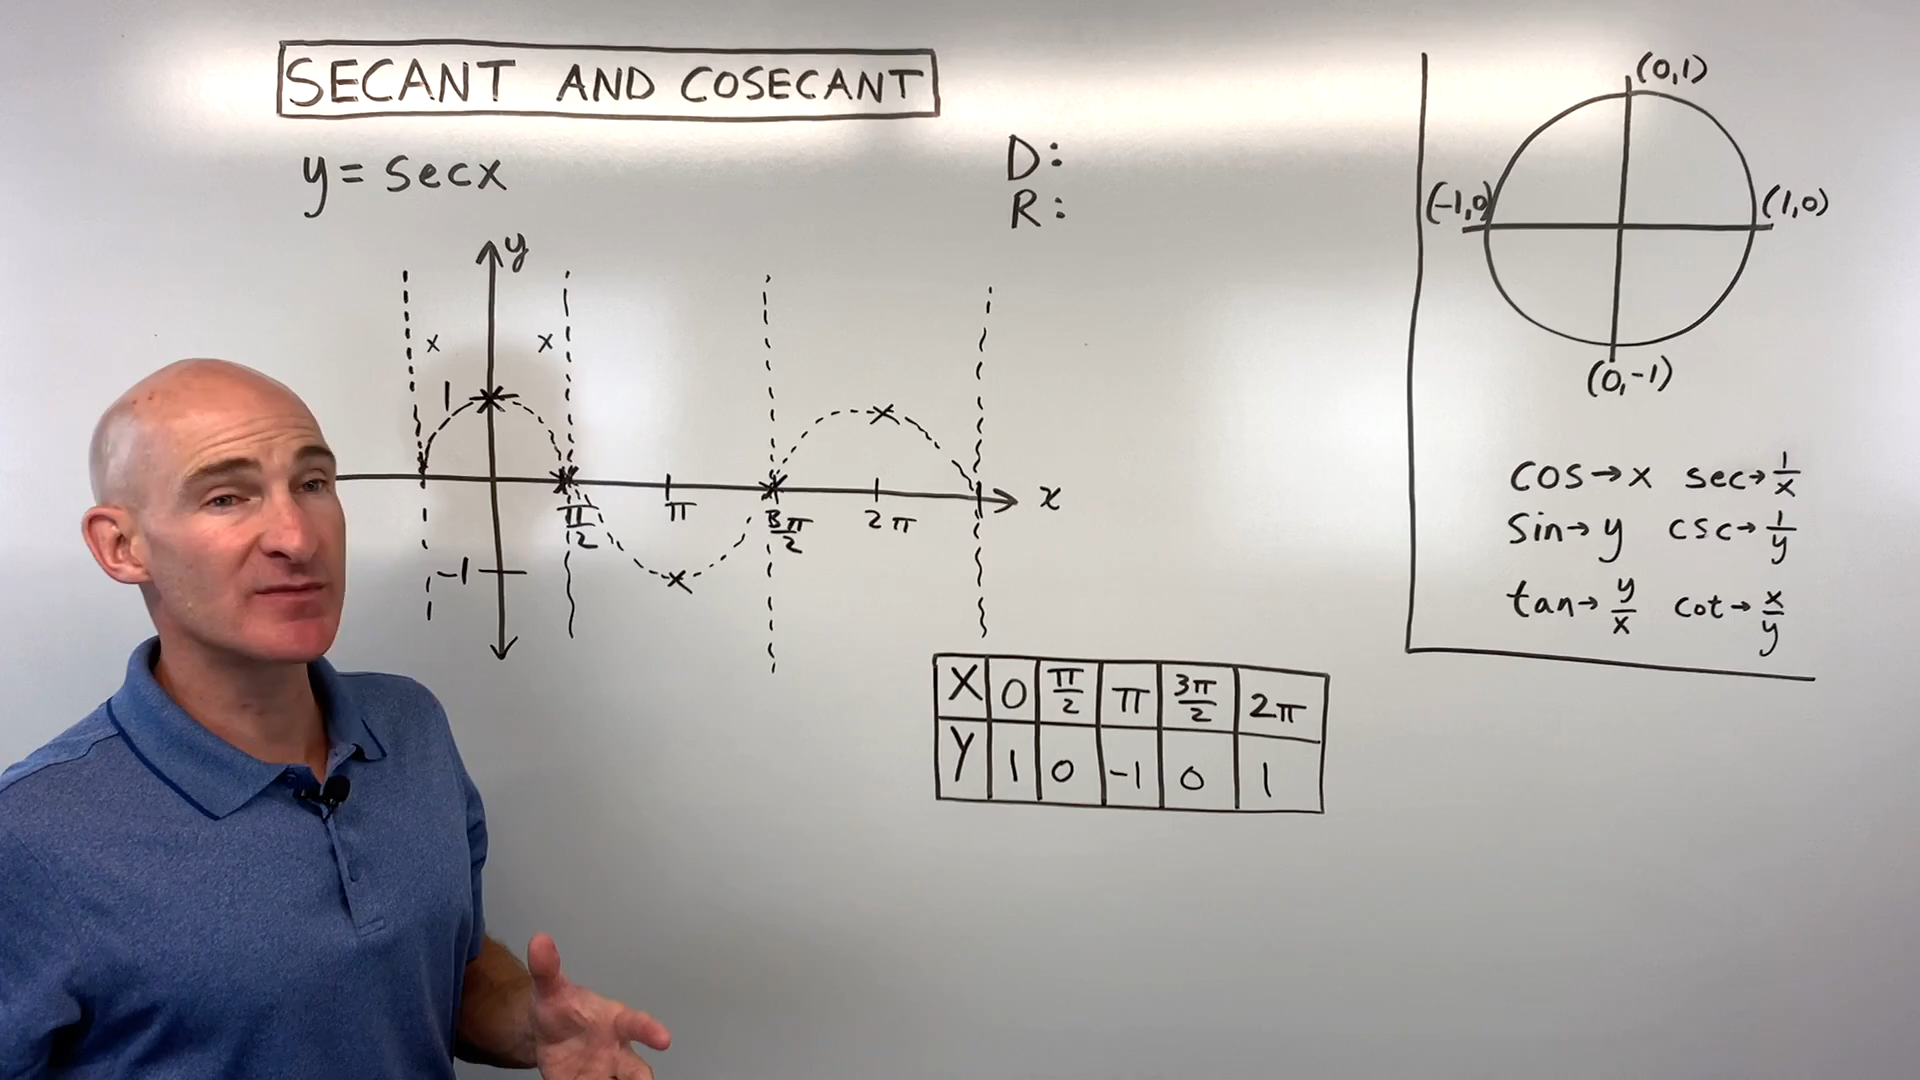 SECANT AND COSECANT
y = secx
D:
R:
y
x x
1
π/2 π 3π/2 2π x
-1
X 0 π/2 π 3π/2 2π
Y 1 0 -1 0 1
(0,1)
(-1,0) (1,0)
(0,-1)
cos→x sec→1/x
sin→y csc→1/y
tan→y/x cot→x/y